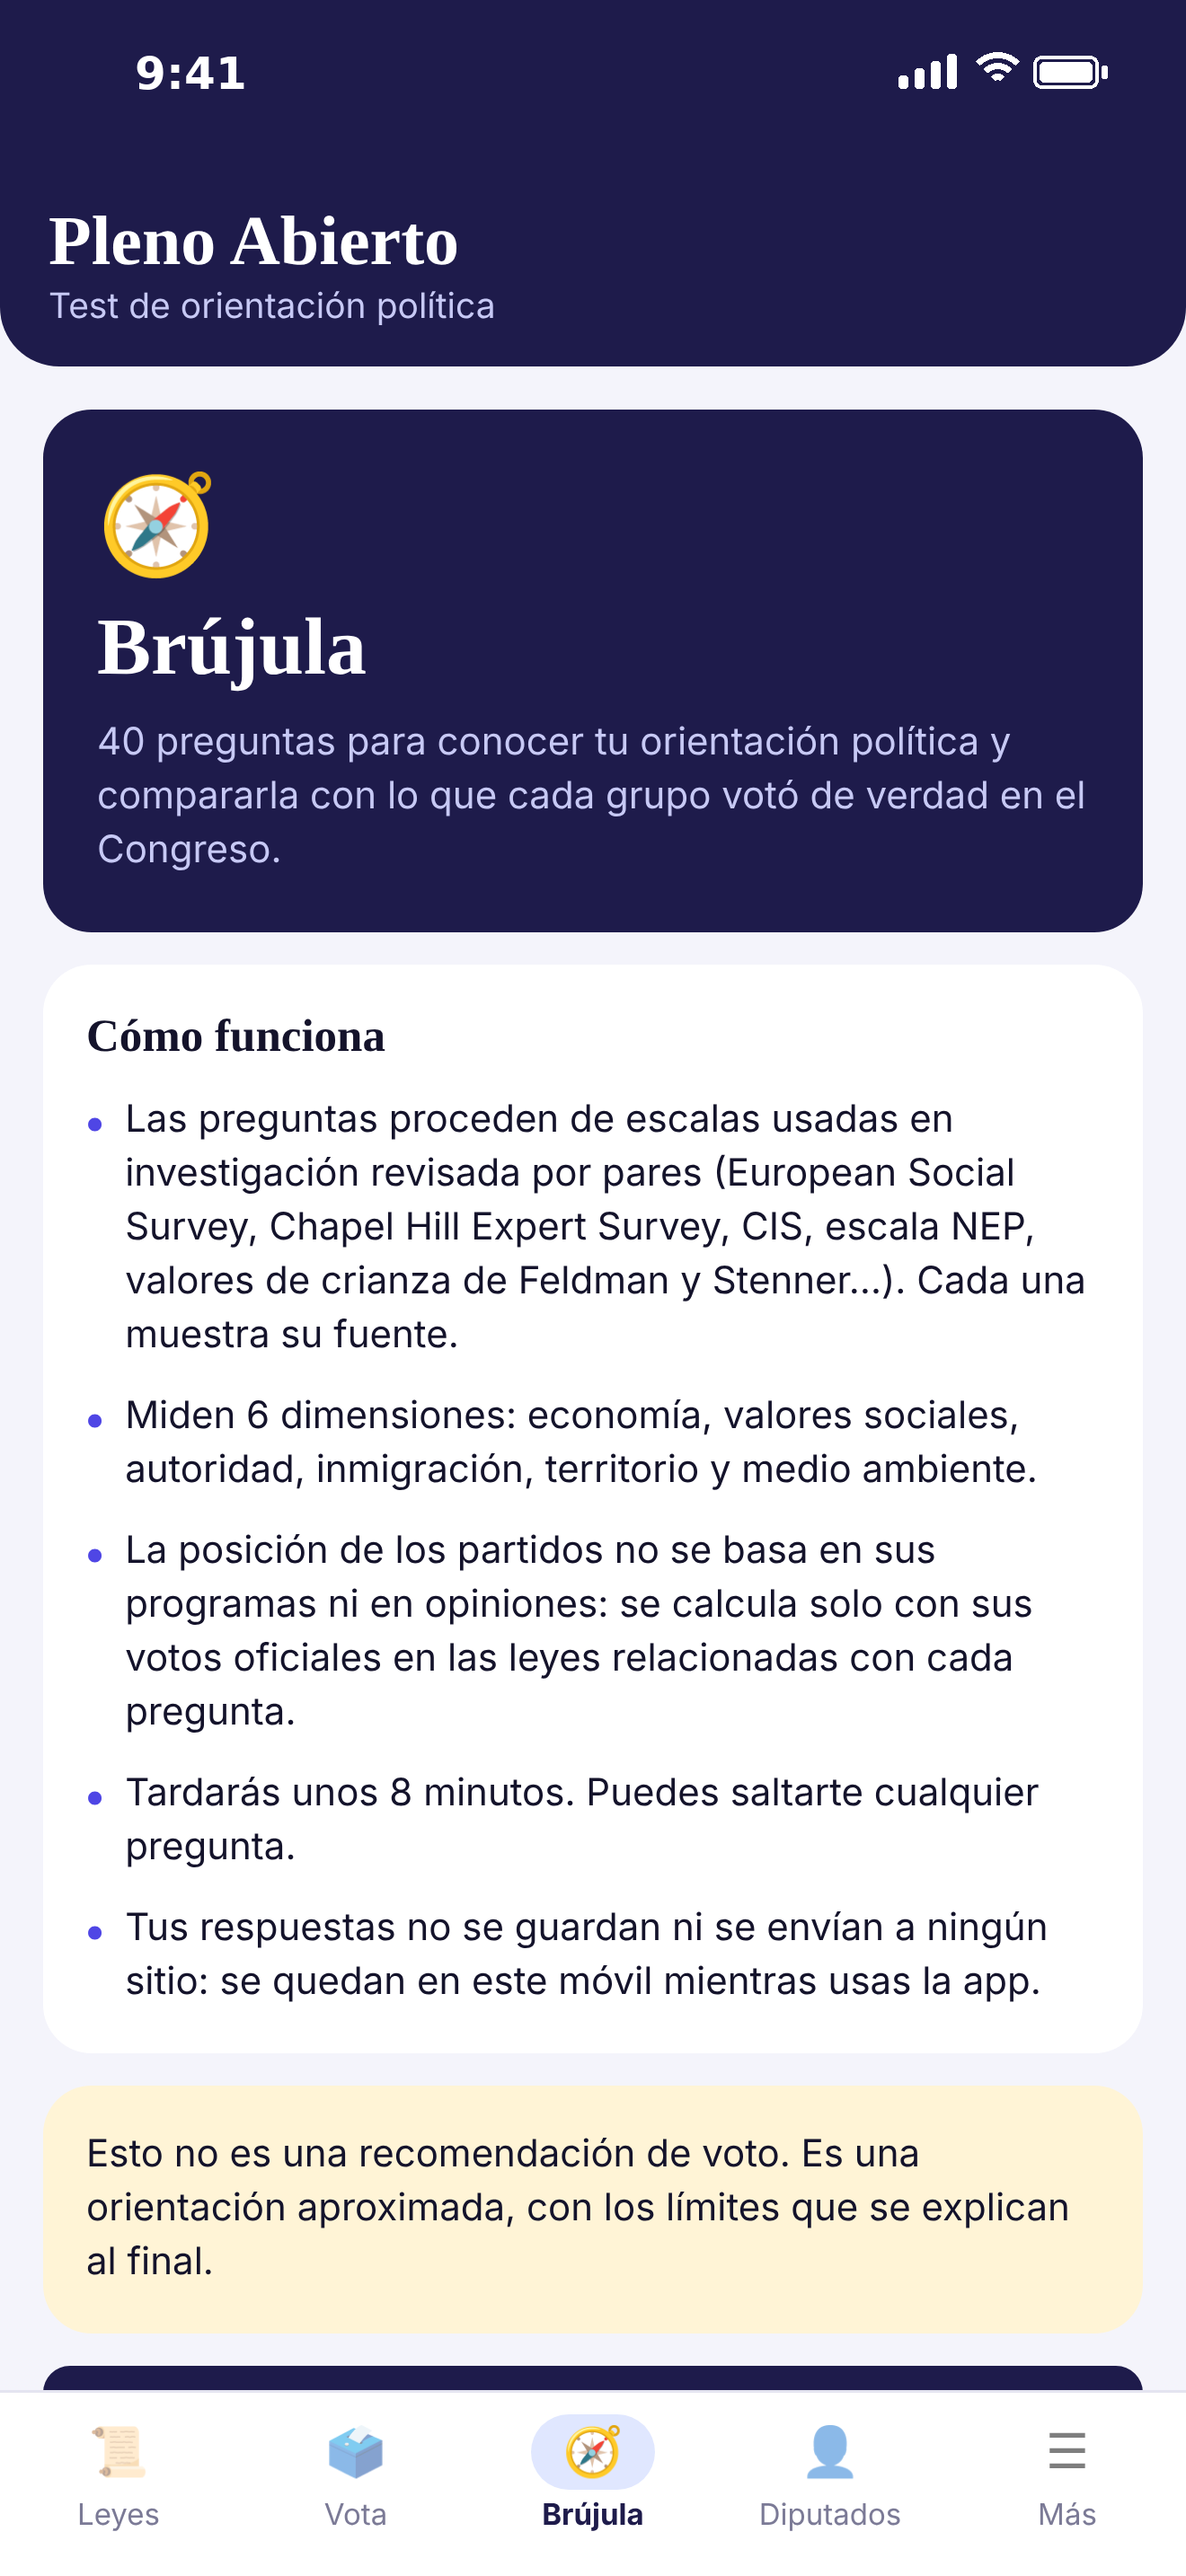 9:41
Pleno Abierto
Test de orientación política
Brújula
40 preguntas para conocer tu orientación política y
compararla con lo que cada grupo votó de verdad en el
Congreso.
Cómo funciona
• Las preguntas proceden de escalas usadas en
investigación revisada por pares (European Social
Survey, Chapel Hill Expert Survey, CIS, escala NEP,
valores de crianza de Feldman y Stenner...). Cada una
muestra su fuente.
• Miden 6 dimensiones: economía, valores sociales,
autoridad, inmigración, territorio y medio ambiente.
• La posición de los partidos no se basa en sus
programas ni en opiniones: se calcula solo con sus
votos oficiales en las leyes relacionadas con cada
pregunta.
• Tardarás unos 8 minutos. Puedes saltarte cualquier
pregunta.
• Tus respuestas no se guardan ni se envían a ningún
sitio: se quedan en este móvil mientras usas la app.
Esto no es una recomendación de voto. Es una
orientación aproximada, con los límites que se explican
al final.
Leyes
Vota
Brújula
Diputados
Más